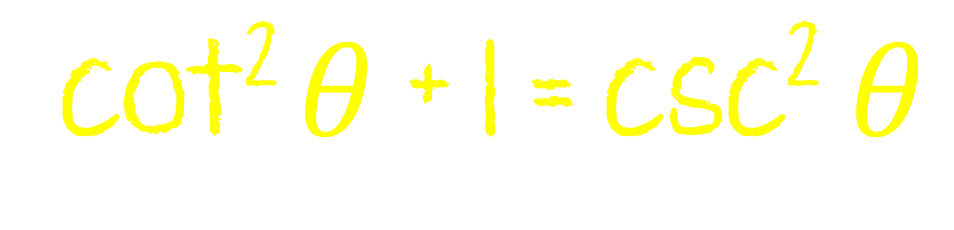 cot² θ + 1 = csc² θ